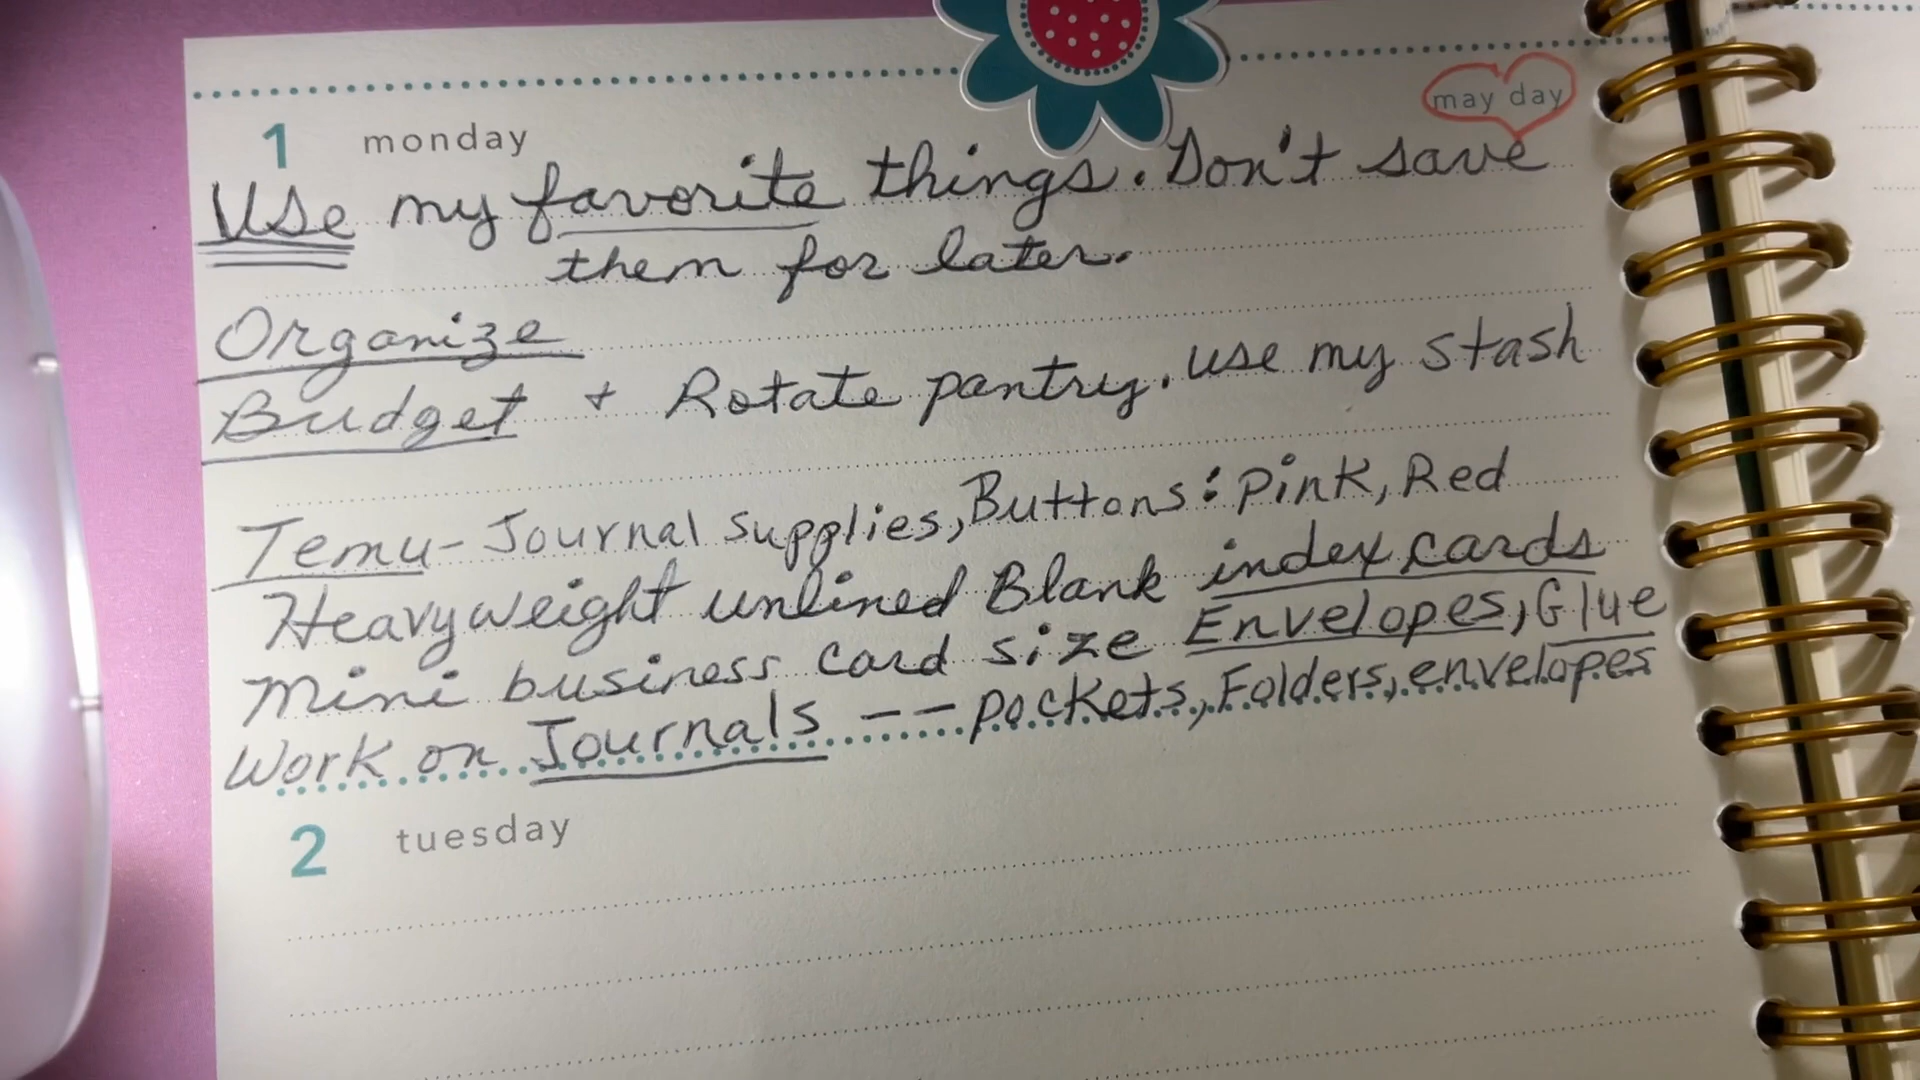 may day
1 monday
Use my favorite things. Don't save
them for later.
Organize
Budget + Rotate pantry. use my stash
Temu - Journal supplies, Buttons: Pink, Red
Heavyweight unlined Blank index cards
Mini business card size Envelopes, Glue
Work on Journals -- pockets, Folders, envelopes
2 tuesday